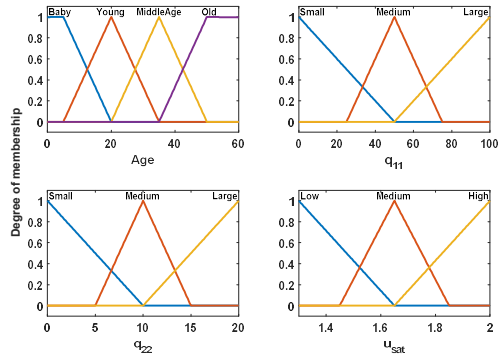 Baby Young MiddleAge Old
1
0.8
0.6
0.4
0.2
0
0 20 40 60
Age
Small Medium Large
1
0.8
0.6
0.4
0.2
0
0 20 40 60 80 100
q11
Degree of membership
Small Medium Large
1
0.8
0.6
0.4
0.2
0
0 5 10 15 20
q22
Low Medium High
1
0.8
0.6
0.4
0.2
0
1.4 1.6 1.8 2
usat